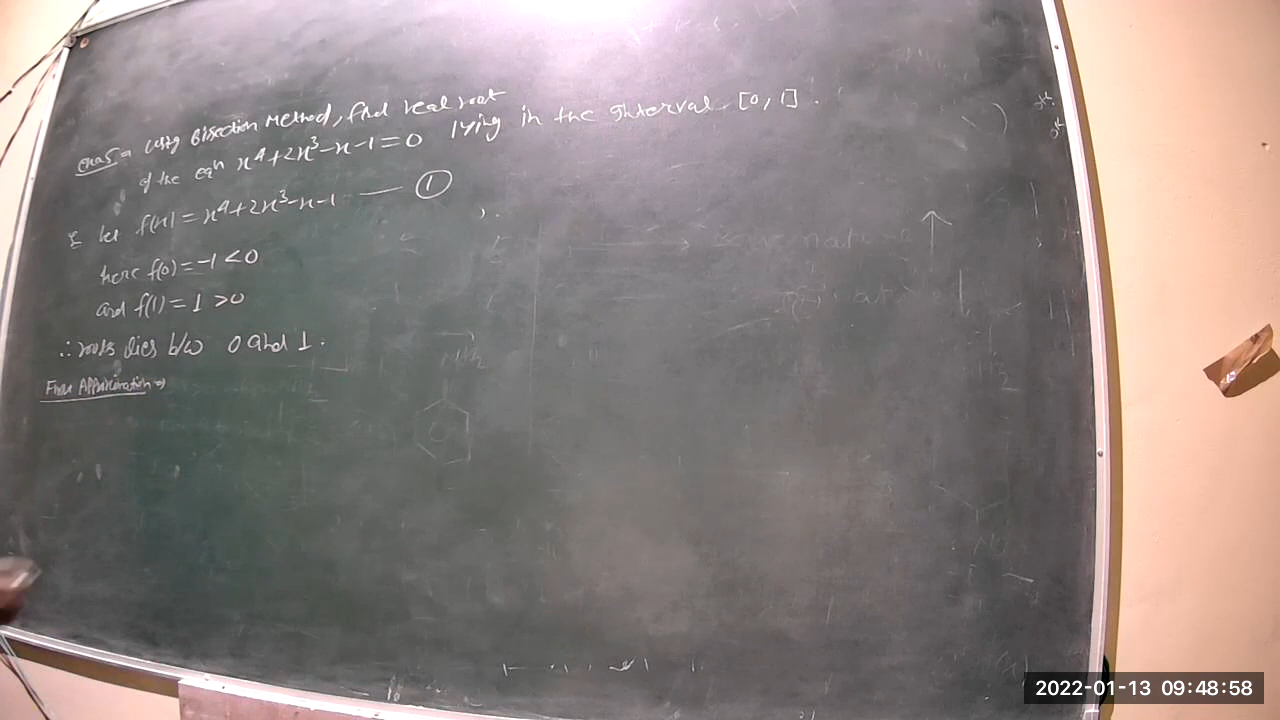 Using Bisection Method, find real root
of the eqn x⁴+2x³-x-1=0 lying in the interval [0,1].
let f(x)=x⁴+2x³-x-1 — ①
here f(0)=-1<0
and f(1)=1>0
∴ roots lies b/w 0 and 1.
First Approximation ⇒
2022-01-13 09:48:58